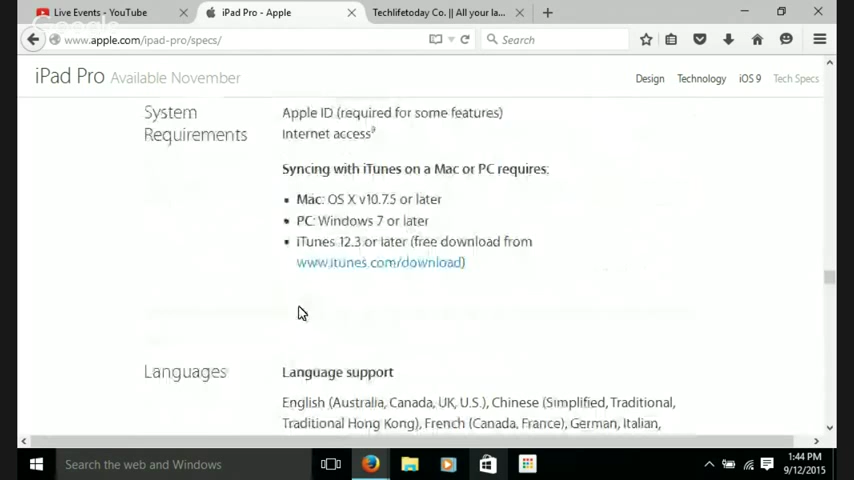 Live Events - YouTube
iPad Pro - Apple
Techlifetoday Co. || All your la...
Google
www.apple.com/ipad-pro/specs/
Search
iPad Pro Available November
Design Technology iOS 9 Tech Specs
System Requirements
Apple ID (required for some features)
Internet access⁹
Syncing with iTunes on a Mac or PC requires:
Mac: OS X v10.7.5 or later
PC: Windows 7 or later
iTunes 12.3 or later (free download from
www.itunes.com/download)
Languages
Language support
English (Australia, Canada, UK, U.S.), Chinese (Simplified, Traditional,
Traditional Hong Kong), French (Canada, France), German, Italian,
Search the web and Windows
1:44 PM
9/12/2015